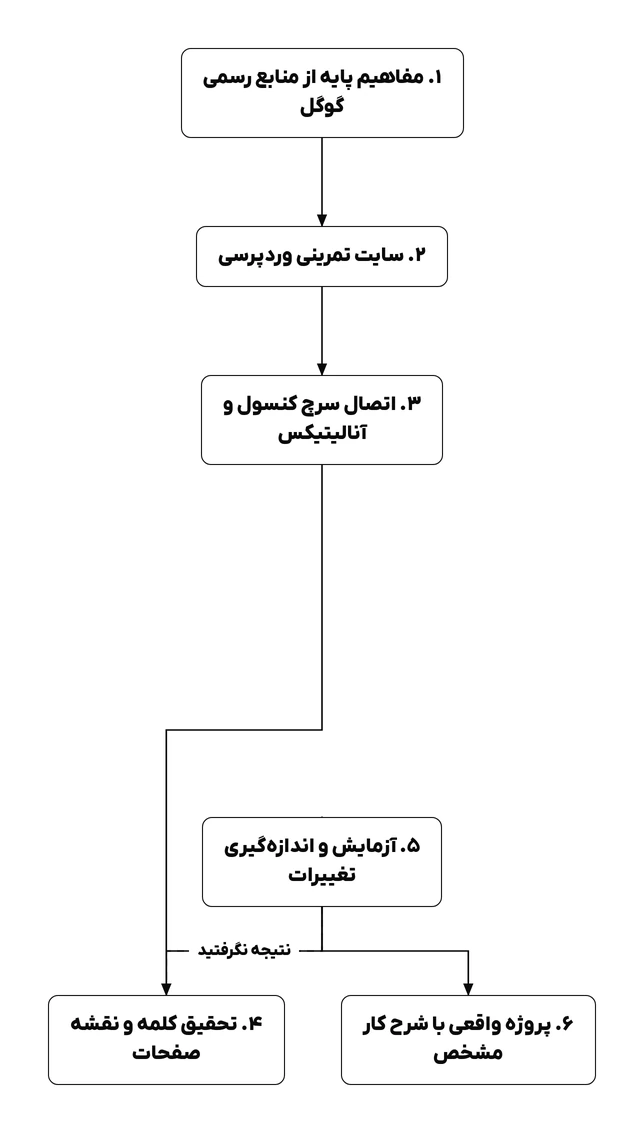 ۱. مفاهیم پایه از منابع رسمی
گوگل
۲. سایت تمرینی وردپرسی
۳. اتصال سرچ کنسول و
آنالیتیکس
۵. آزمایش و اندازه‌گیری
تغییرات
نتیجه نگرفتید
۴. تحقیق کلمه و نقشه
صفحات
۶. پروژه واقعی با شرح کار
مشخص